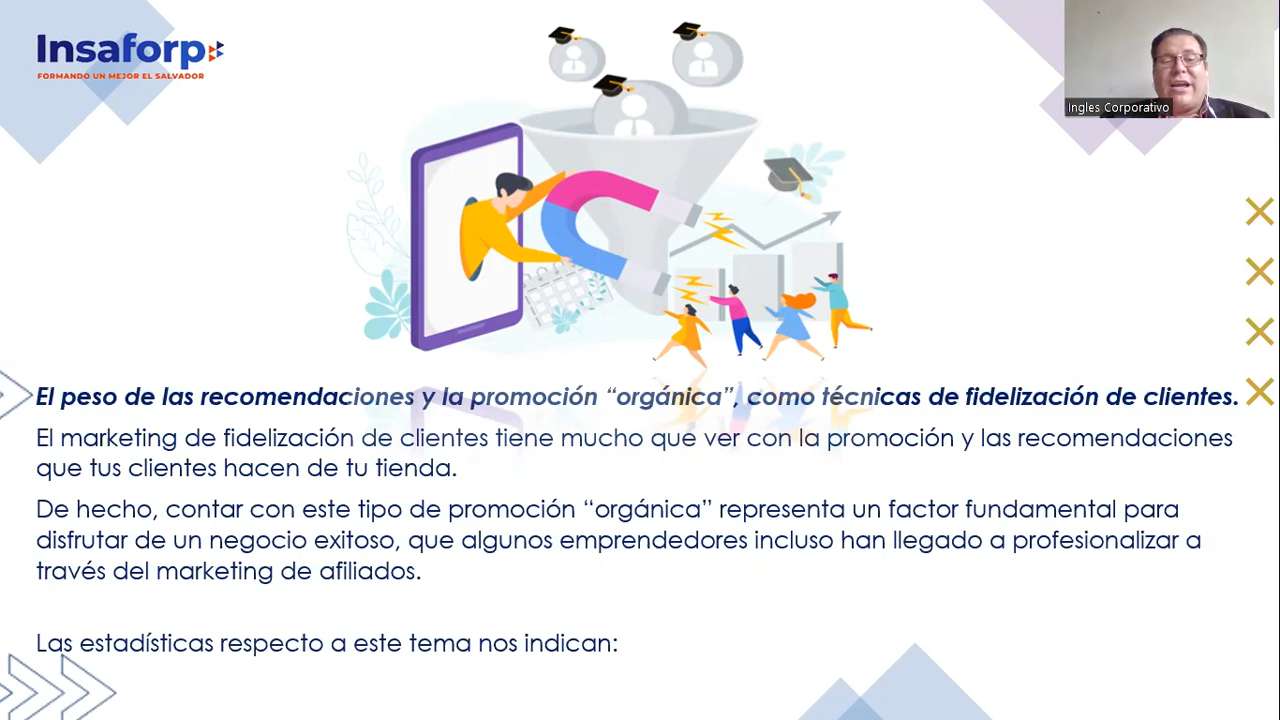 Insaforp
FORMANDO UN MEJOR EL SALVADOR
Ingles Corporativo
El peso de las recomendaciones y la promoción “orgánica”, como técnicas de fidelización de clientes.
El marketing de fidelización de clientes tiene mucho que ver con la promoción y las recomendaciones
que tus clientes hacen de tu tienda.
De hecho, contar con este tipo de promoción “orgánica” representa un factor fundamental para
disfrutar de un negocio exitoso, que algunos emprendedores incluso han llegado a profesionalizar a
través del marketing de afiliados.
Las estadísticas respecto a este tema nos indican: